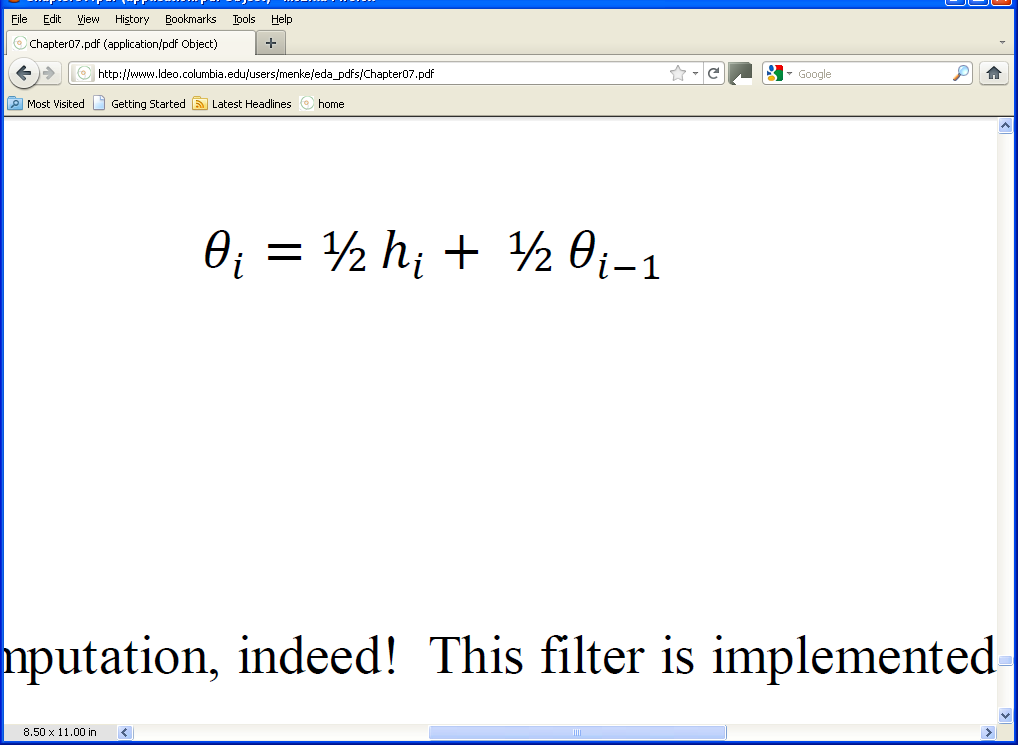 File Edit View History Bookmarks Tools Help
Chapter07.pdf (application/pdf Object)
http://www.ldeo.columbia.edu/users/menke/eda_pdfs/Chapter07.pdf Google
Most Visited Getting Started Latest Headlines home
θᵢ = ½ hᵢ + ½ θᵢ₋₁
mputation, indeed! This filter is implemented
8.50 x 11.00 in